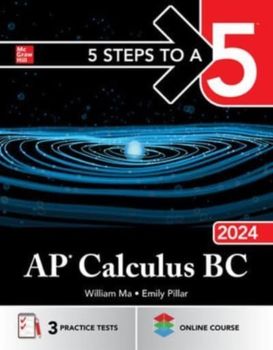 Mc
Graw
Hill
5 STEPS TO A
5
2024
AP® Calculus BC
William Ma • Emily Pillar
3 PRACTICE TESTS
ONLINE COURSE